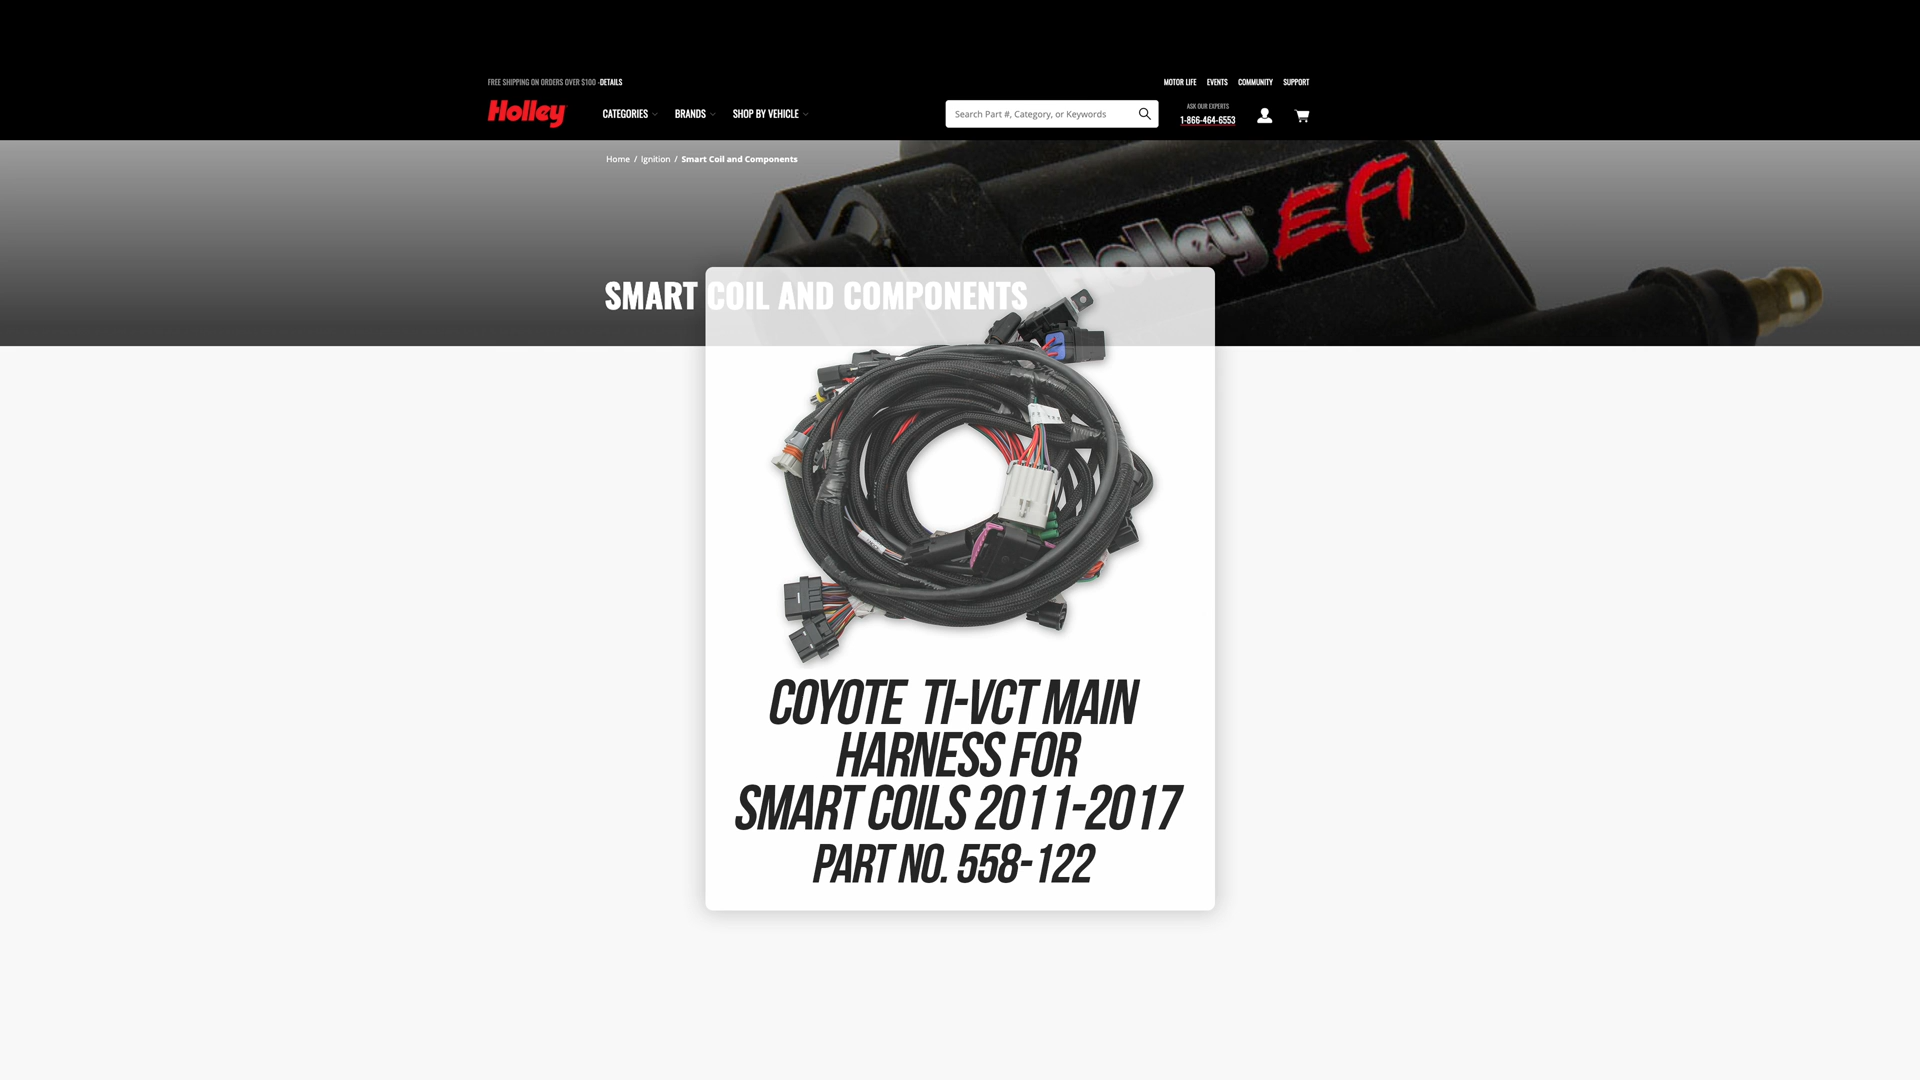 FREE SHIPPING ON ORDERS OVER $100 -DETAILS
MOTOR LIFE EVENTS COMMUNITY SUPPORT
Holley
CATEGORIES BRANDS SHOP BY VEHICLE
Search Part #, Category, or Keywords
ASK OUR EXPERTS
1-866-464-6553
Home / Ignition / Smart Coil and Components
Holley EFI
SMART COIL AND COMPONENTS
COYOTE TI-VCT MAIN
HARNESS FOR
SMART COILS 2011-2017
PART NO. 558-122